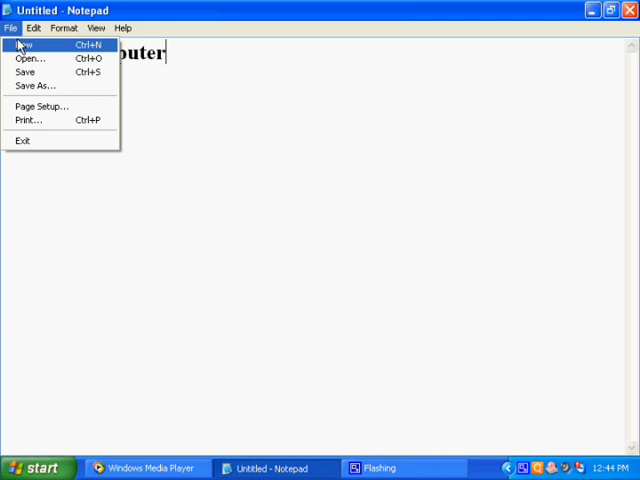 Untitled - Notepad
File Edit Format View Help
Ctrl+N
Open... Ctrl+O
Save Ctrl+S
Save As...
Page Setup...
Print... Ctrl+P
Exit
start
Windows Media Player
Untitled - Notepad
Flashing
12:44 PM